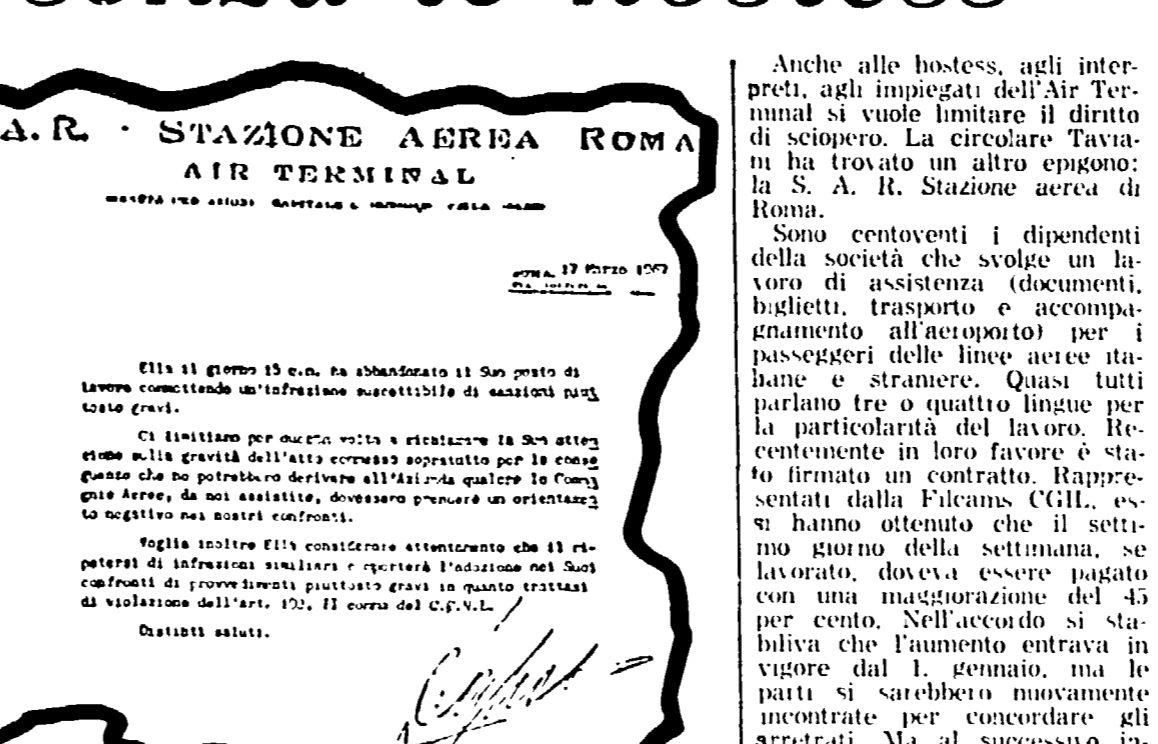 senza le hostess
A. R. · STAZIONE AEREA ROMA
AIR TERMINAL
ROMA, 17 Marzo 1967
Ella il giorno 15 c.m. ha abbandonato il Suo posto di
lavoro commettendo un'infrazione suscettibile di sanzioni piut
tosto gravi.
Ci limitiamo per questa volta a richiamare la Sua atten
zione sulla gravità dell'atto commesso sopratutto per le conse
guenze che ne potrebbero derivare all'Azienda qualora le Compa
gnie Aeree, da noi assistite, dovessero prendere un orientamen
to negativo nei nostri confronti.
Voglia inoltre Ella considerare attentamente che il ri-
petersi di infrazioni similiari comporterà l'adozione nei Suoi
confronti di provvedimenti piuttosto gravi in quanto trattasi
di violazione dell'art. II comma del C.C.N.L.
Distinti saluti.
Anche alle hostess, agli inter-
preti, agli impiegati dell'Air Ter-
minal si vuole limitare il diritto
di sciopero. La circolare Tavia-
ni ha trovato un altro epigono:
la S. A. R. Stazione aerea di
Roma.
Sono centoventi i dipendenti
della società che svolge un la-
voro di assistenza (documenti,
biglietti, trasporto e accompa-
gnamento all'aeroporto) per i
passeggeri delle linee aeree ita-
liane e straniere. Quasi tutti
parlano tre o quattro lingue per
la particolarità del lavoro. Re-
centemente in loro favore è sta-
to firmato un contratto. Rappre-
sentati dalla Filcams CGIL, es-
si hanno ottenuto che il setti-
mo giorno della settimana, se
lavorato, doveva essere pagato
con una maggiorazione del 45
per cento. Nell'accordo si sta-
biliva che l'aumento entrava in
vigore dal 1. gennaio, ma le
parti si sarebbero nuovamente
incontrate per concordare gli
arretrati. Ma al successivo in-